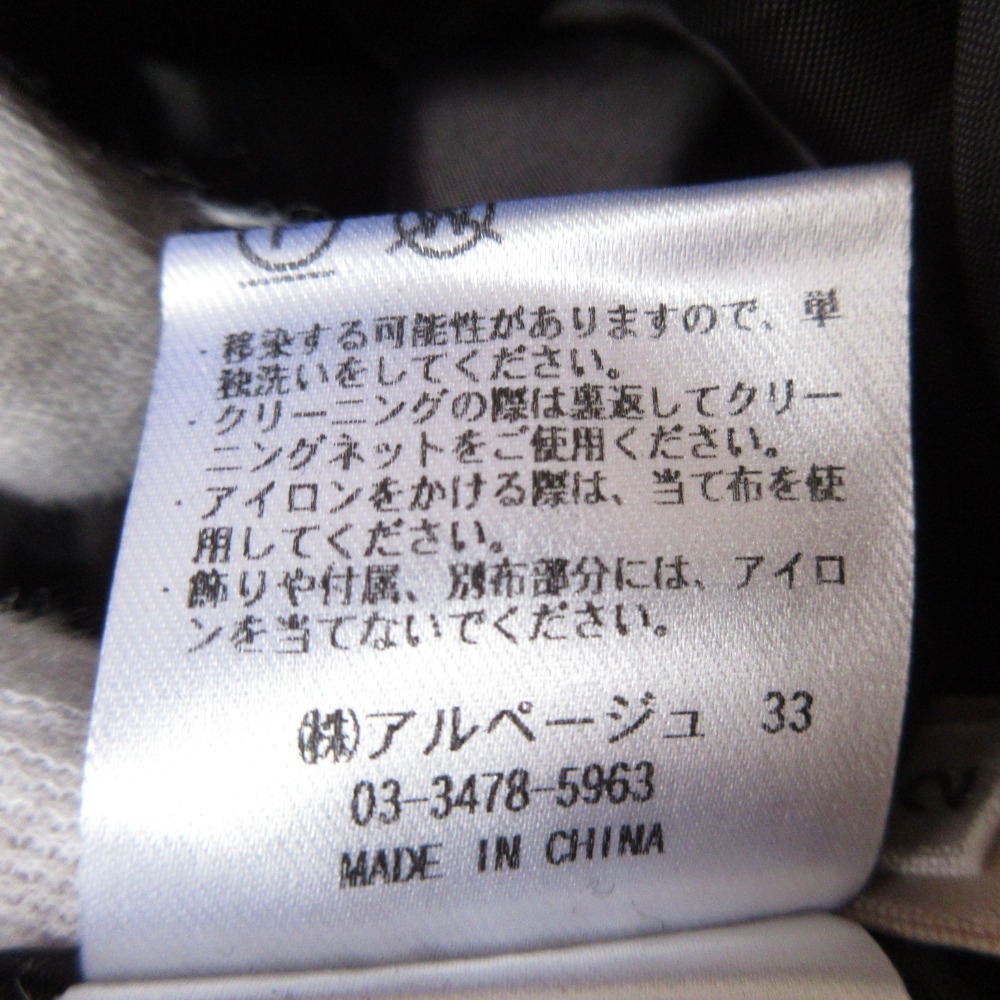 ・移染する可能性がありますので、単
独洗いをしてください。
・クリーニングの際は裏返してクリー
ニングネットをご使用ください。
・アイロンをかける際は、当て布を使
用してください。
・飾りや付属、別布部分には、アイロ
ンを当てないでください。
㈱アルページュ 33
03-3478-5963
MADE IN CHINA
2